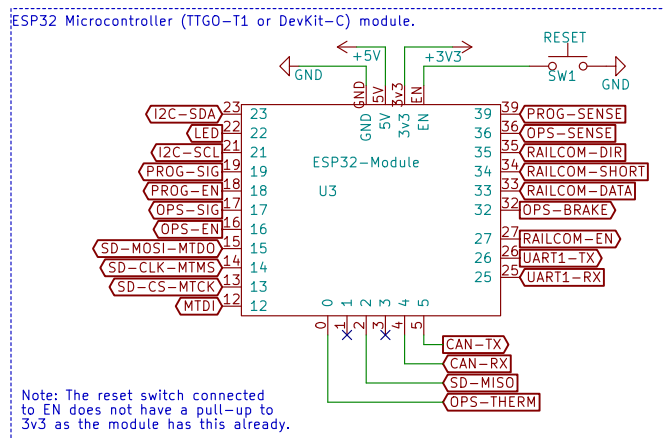 ESP32 Microcontroller (TTGO-T1 or DevKit-C) module.
RESET
+5V
+3V3
GND
SW1
GND
GND
5V
3v3
EN
GND
5V
3v3
EN
I2C-SDA 23 23
39 39 PROG-SENSE
LED 22 22
36 36 OPS-SENSE
I2C-SCL 21 21
35 35 RAILCOM-DIR
ESP32-Module
PROG-SIG 19 19
34 34 RAILCOM-SHORT
PROG-EN 18 18
U3
33 33 RAILCOM-DATA
OPS-SIG 17 17
32 32 OPS-BRAKE
OPS-EN 16 16
SD-MOSI-MTDO 15 15
27 27 RAILCOM-EN
SD-CLK-MTMS 14 14
26 26 UART1-TX
SD-CS-MTCK 13 13
25 25 UART1-RX
MTDI 12 12
0 1 2 3 4 5
0 1 2 3 4 5
CAN-TX
CAN-RX
SD-MISO
OPS-THERM
Note: The reset switch connected
to EN does not have a pull-up to
3v3 as the module has this already.